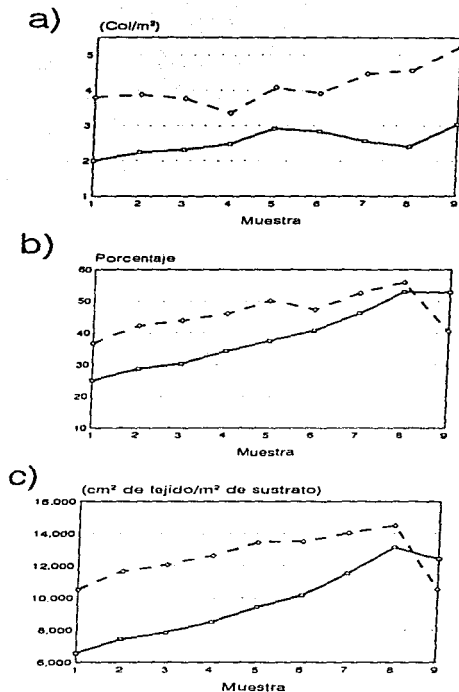 a)
(Col/m²)
5
4
3
2
1
1 2 3 4 5 6 7 8 9
Muestra
b)
Porcentaje
60
50
40
30
20
10
1 2 3 4 5 6 7 8 9
Muestra
c)
(cm² de tejido/m² de sustrato)
16,000
14,000
12,000
10,000
8,000
6,000
1 2 3 4 5 6 7 8 9
Muestra